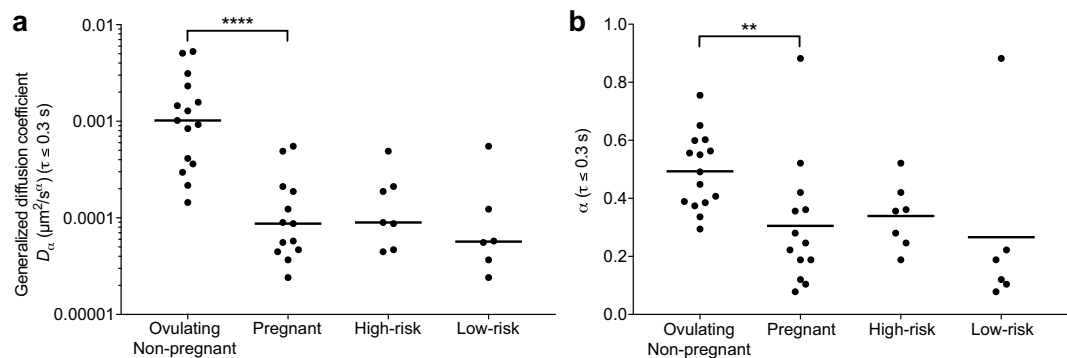 a
Generalized diffusion coefficient
Dα (μm²/sᵅ) (τ ≤ 0.3 s)
0.01
0.001
0.0001
0.00001
****
Ovulating
Non-pregnant
Pregnant
High-risk
Low-risk
b
α (τ ≤ 0.3 s)
1.0
0.8
0.6
0.4
0.2
0.0
**
Ovulating
Non-pregnant
Pregnant
High-risk
Low-risk